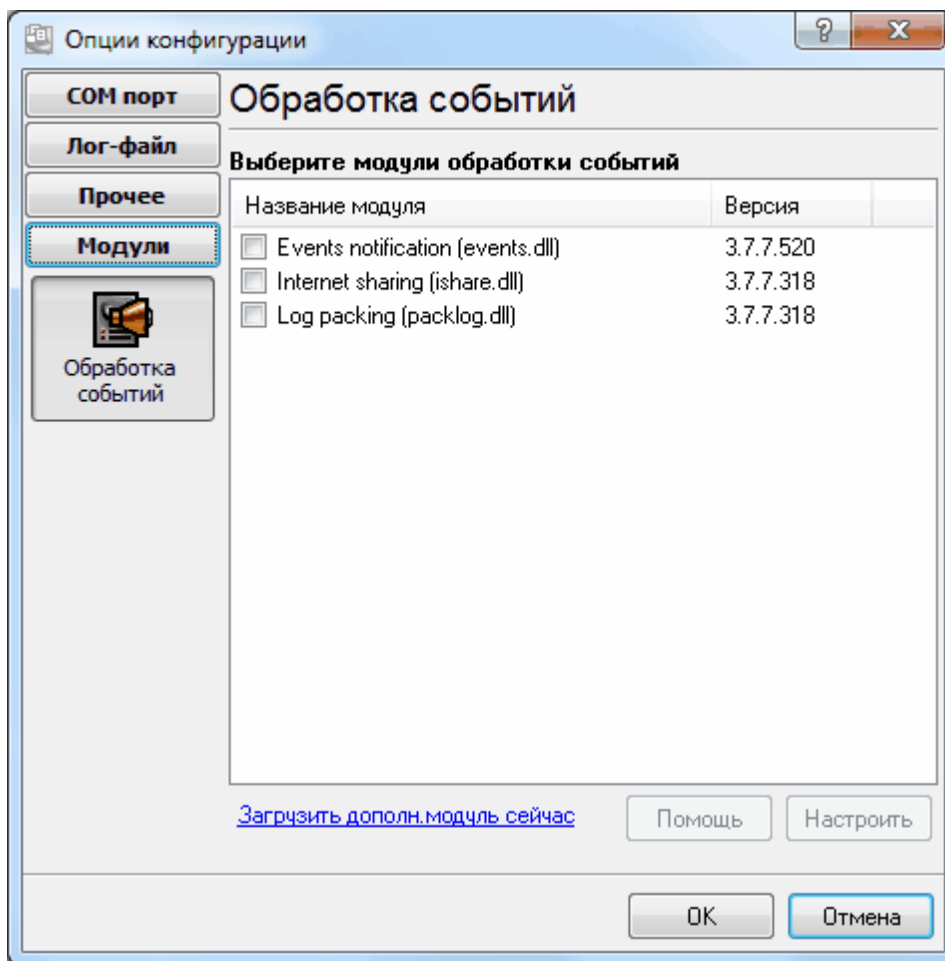 Опции конфигурации
?
COM порт
Лог-файл
Прочее
Модули
Обработка
событий
Обработка событий
Выберите модули обработки событий
Название модуля Версия
Events notification (events.dll) 3.7.7.520
Internet sharing (ishare.dll) 3.7.7.318
Log packing (packlog.dll) 3.7.7.318
Загрузить дополн.модуль сейчас
Помощь
Настроить
OK
Отмена